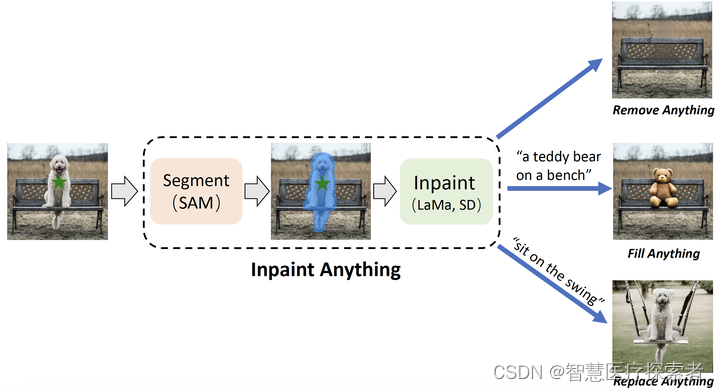 Remove Anything
"a teddy bear
on a bench"
Segment
(SAM)
Inpaint
(LaMa, SD)
Fill Anything
Inpaint Anything
"sit on the swing"
CSDN @智慧医疗探索者
Replace Anything